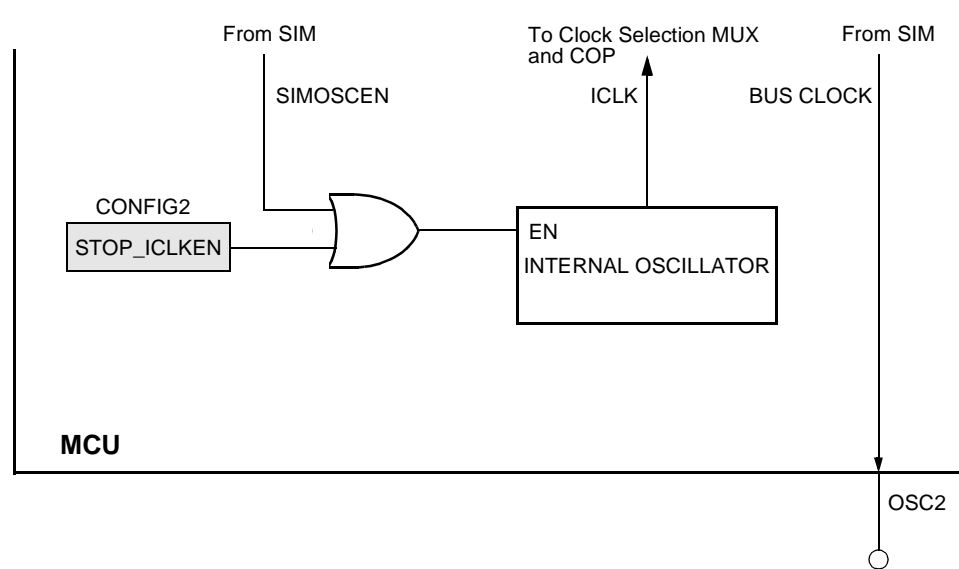 From SIM
To Clock Selection MUX
and COP
From SIM
SIMOSCEN
ICLK
BUS CLOCK
CONFIG2
STOP_ICLKEN
EN
INTERNAL OSCILLATOR
MCU
OSC2